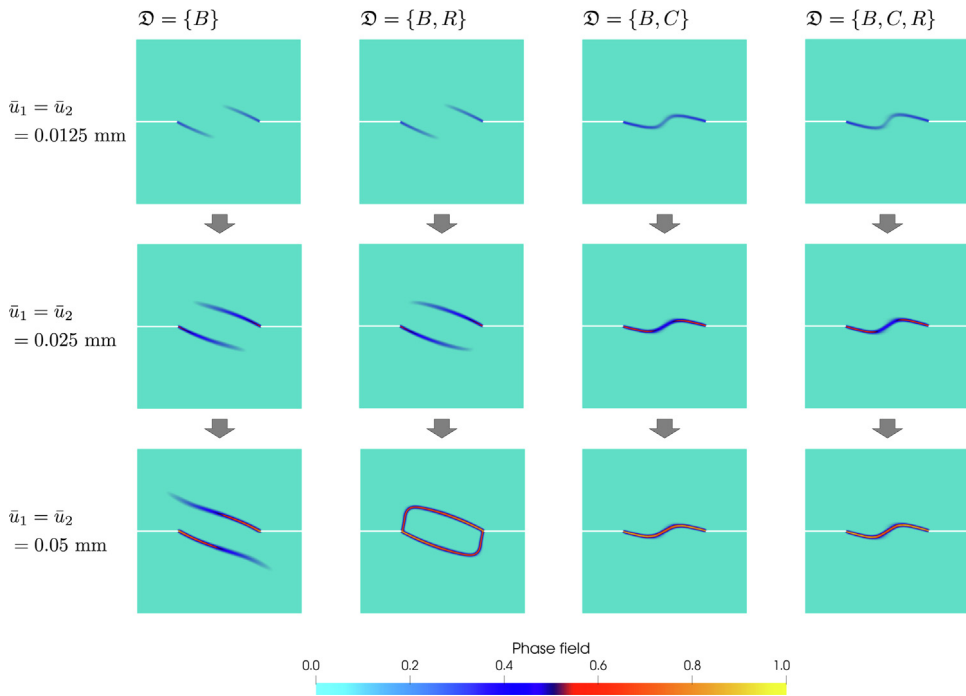 𝔇 = {B} 𝔇 = {B, R} 𝔇 = {B, C} 𝔇 = {B, C, R}
ū₁ = ū₂
= 0.0125 mm
ū₁ = ū₂
= 0.025 mm
ū₁ = ū₂
= 0.05 mm
Phase field
0.0 0.2 0.4 0.6 0.8 1.0